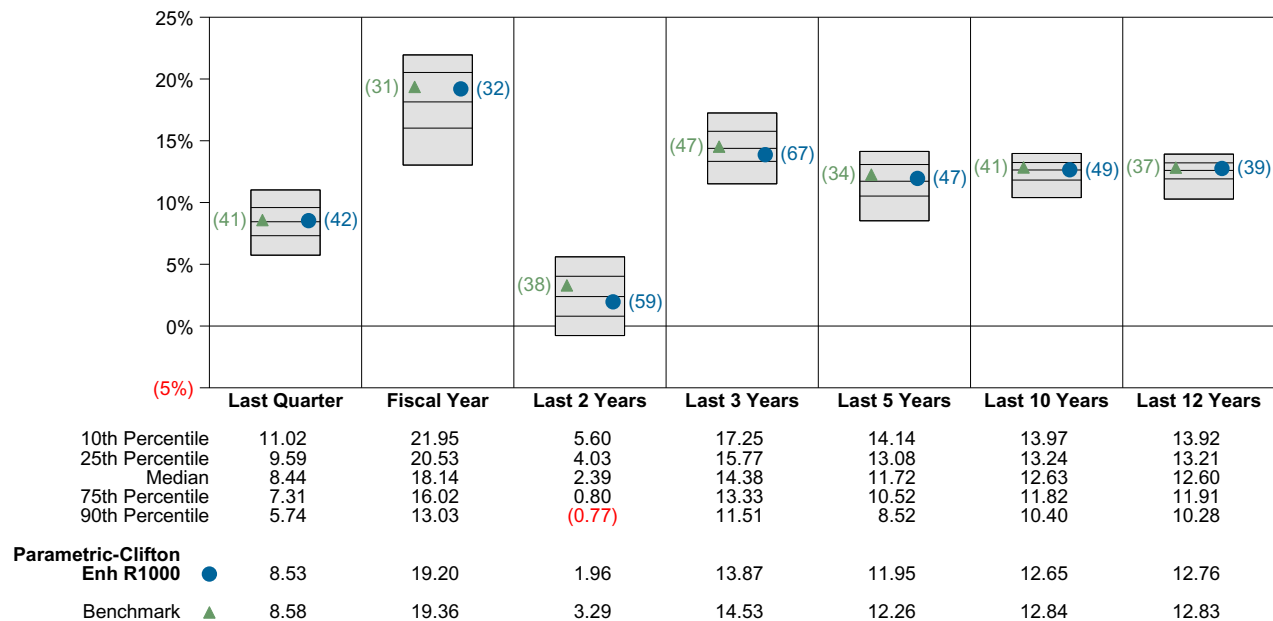 25%
20%
15%
10%
5%
0%
(5%)
(41) (42)
(31) (32)
(38) (59)
(47) (67)
(34) (47)
(41) (49)
(37) (39)
Last Quarter Fiscal Year Last 2 Years Last 3 Years Last 5 Years Last 10 Years Last 12 Years
10th Percentile 11.02 21.95 5.60 17.25 14.14 13.97 13.92
25th Percentile 9.59 20.53 4.03 15.77 13.08 13.24 13.21
Median 8.44 18.14 2.39 14.38 11.72 12.63 12.60
75th Percentile 7.31 16.02 0.80 13.33 10.52 11.82 11.91
90th Percentile 5.74 13.03 (0.77) 11.51 8.52 10.40 10.28
Parametric-Clifton
Enh R1000 8.53 19.20 1.96 13.87 11.95 12.65 12.76
Benchmark 8.58 19.36 3.29 14.53 12.26 12.84 12.83